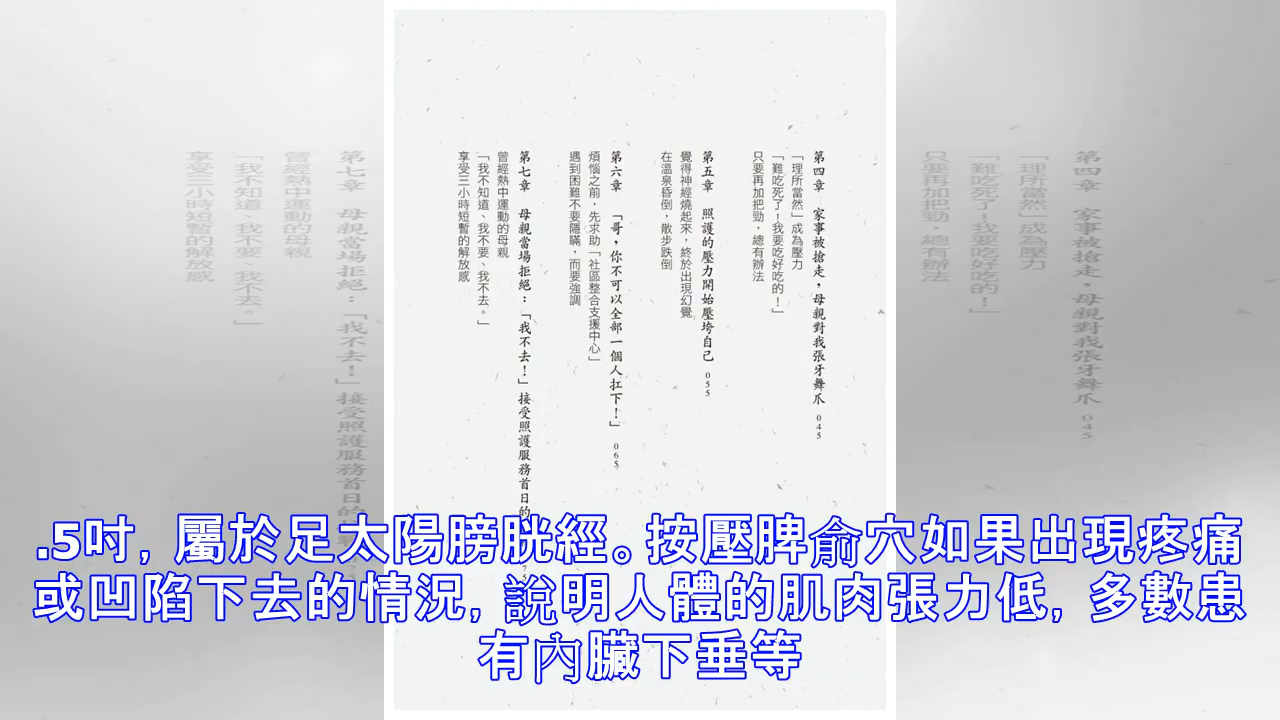 第四章　家事被搶走，母親對我張牙舞爪 045
「理所當然」成為壓力
「難吃死了！我要吃好吃的！」
只要再加把勁，總有辦法
第五章　照護的壓力開始壓垮自己 055
覺得神經燒起來，終於出現幻覺
在溫泉昏倒，散步跌倒
第六章　「哥，你不可以全部一個人扛下！」 065
煩惱之前，先求助「社區整合支援中心」
遇到困難不要隱瞞，而要強調
第七章　母親當場拒絕：「我不去！」接受照護服務首日的
曾經熱中運動的母親
「我不知道、我不要、我不去。」
享受三小時短暫的解放感
.5吋, 屬於足太陽膀胱經。按壓脾俞穴如果出現疼痛
或凹陷下去的情況, 說明人體的肌肉張力低, 多數患
有內臟下垂等